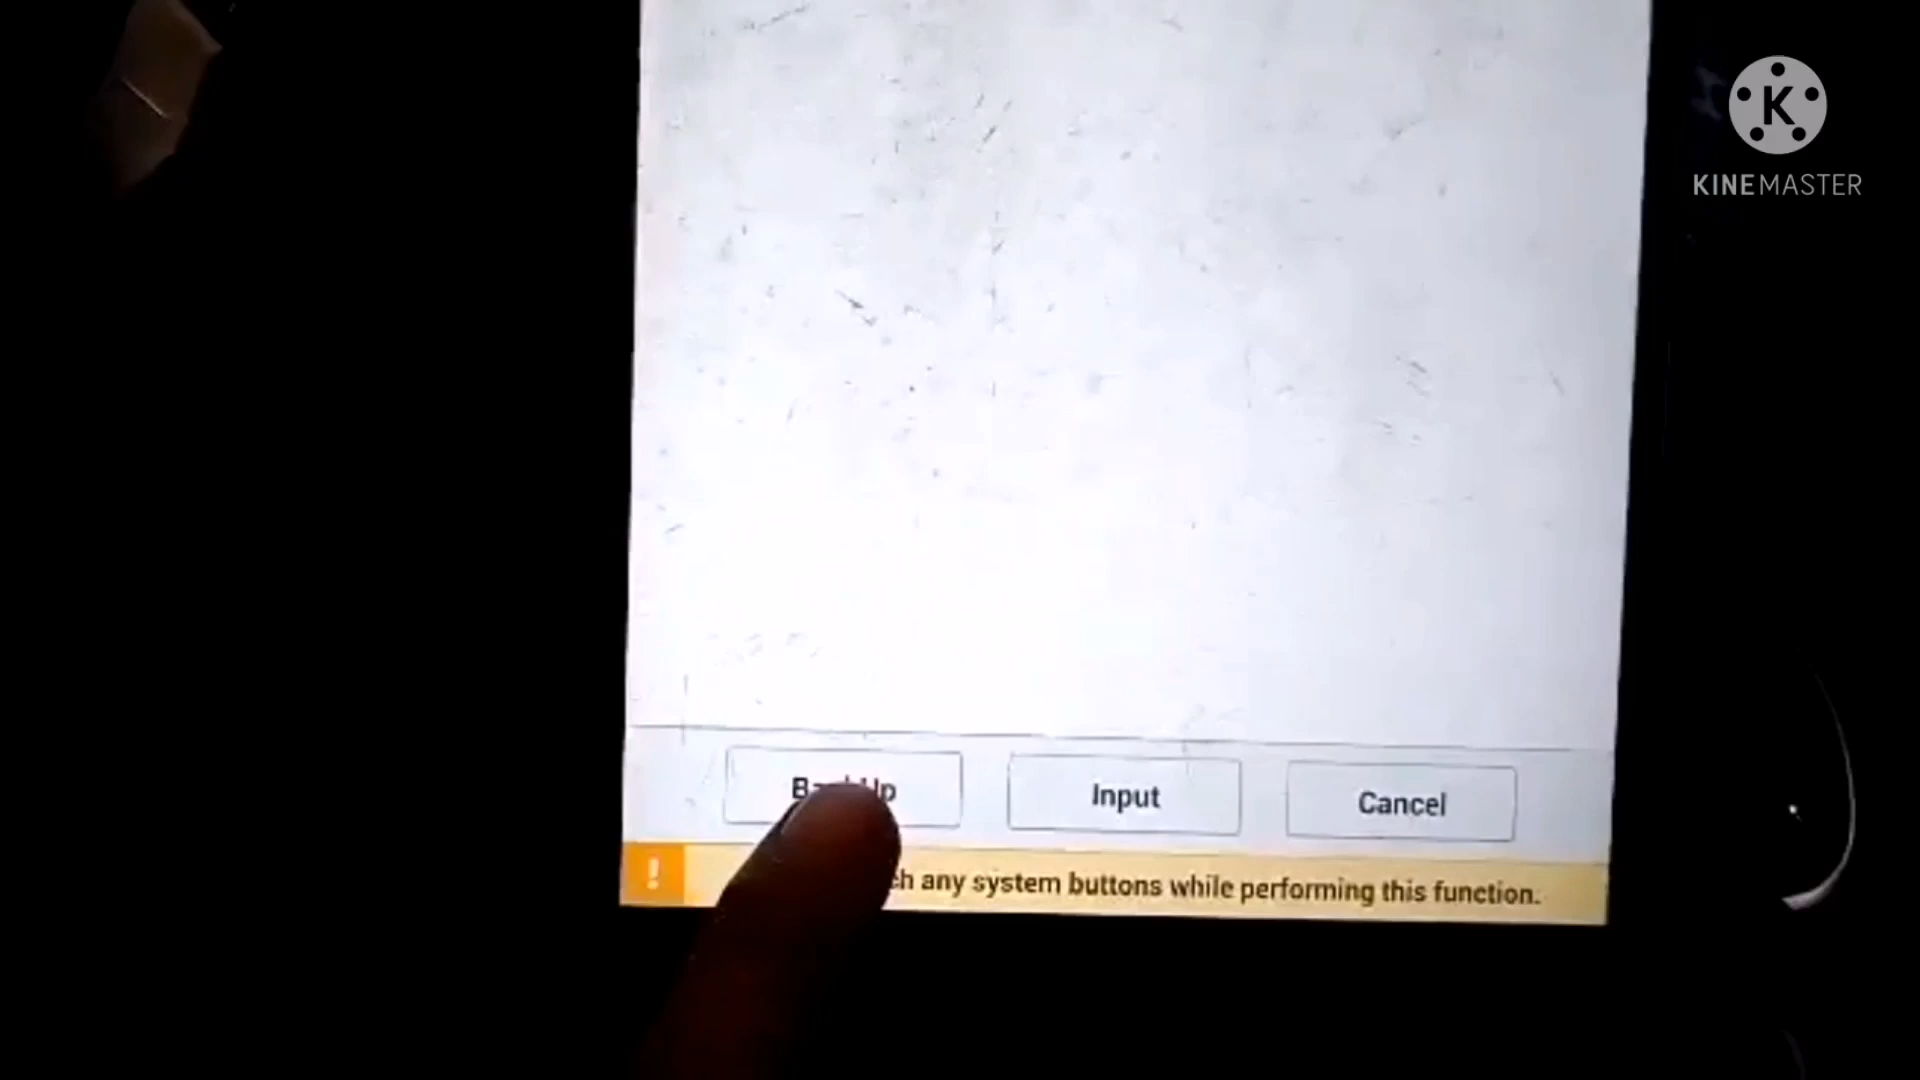 K
KINEMASTER
Input
Cancel
! any system buttons while performing this function.